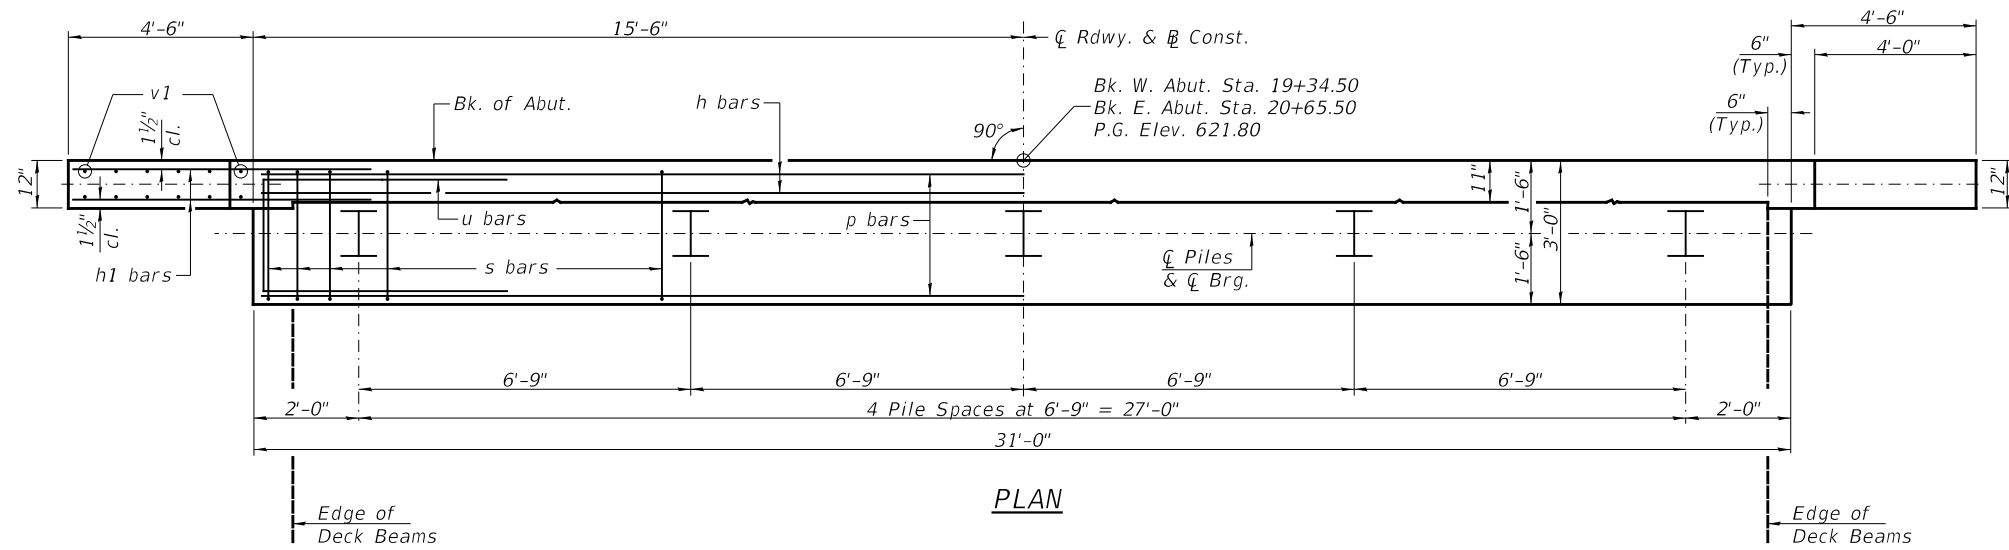 4'-6"
15'-6"
℄ Rdwy. & ⅊ Const.
4'-6"
6"
(Typ.)
4'-0"
v1
1½"
cl.
Bk. of Abut.
h bars
90°
Bk. W. Abut. Sta. 19+34.50
Bk. E. Abut. Sta. 20+65.50
P.G. Elev. 621.80
6"
(Typ.)
12"
11"
1'-6"
12"
1½"
cl.
u bars
p bars
3'-0"
h1 bars
s bars
℄ Piles
& ℄ Brg.
1'-6"
6'-9"
6'-9"
6'-9"
6'-9"
2'-0"
4 Pile Spaces at 6'-9" = 27'-0"
2'-0"
31'-0"
PLAN
Edge of
Deck Beams
Edge of
Deck Beams